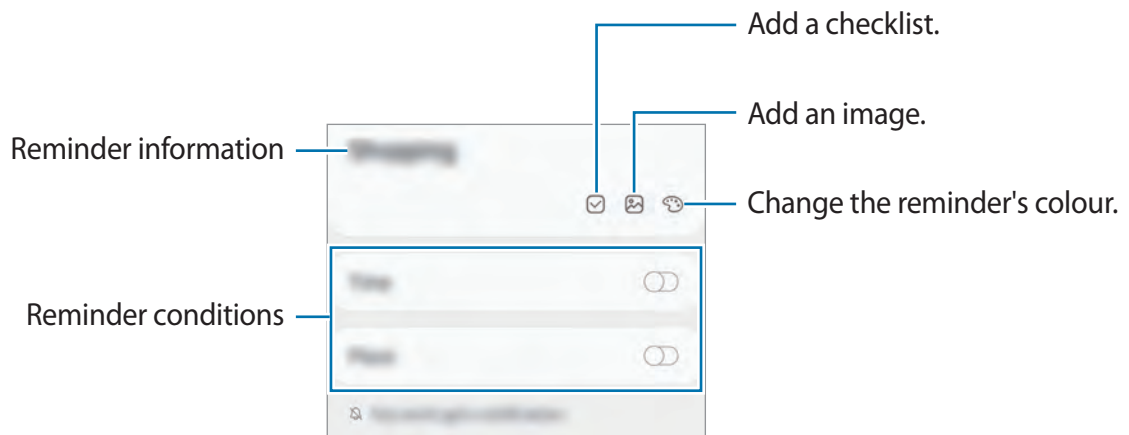 Add a checklist.
Add an image.
Reminder information
Change the reminder's colour.
Reminder conditions